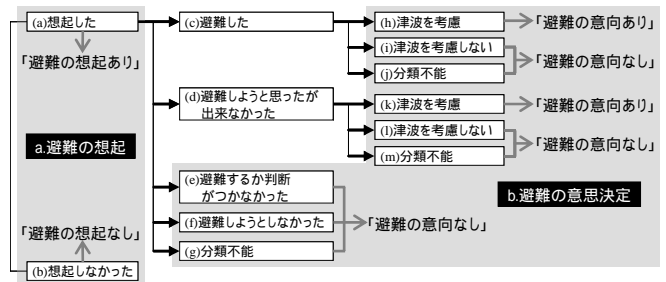 (a)想起した
「避難の想起あり」
a.避難の想起
「避難の想起なし」
(b)想起しなかった
(c)避難した
(d)避難しようと思ったが
出来なかった
(e)避難するか判断
がつかなかった
(f)避難しようとしなかった
(g)分類不能
(h)津波を考慮
(i)津波を考慮しない
(j)分類不能
(k)津波を考慮
(l)津波を考慮しない
(m)分類不能
「避難の意向あり」
「避難の意向なし」
「避難の意向あり」
「避難の意向なし」
「避難の意向なし」
b.避難の意思決定